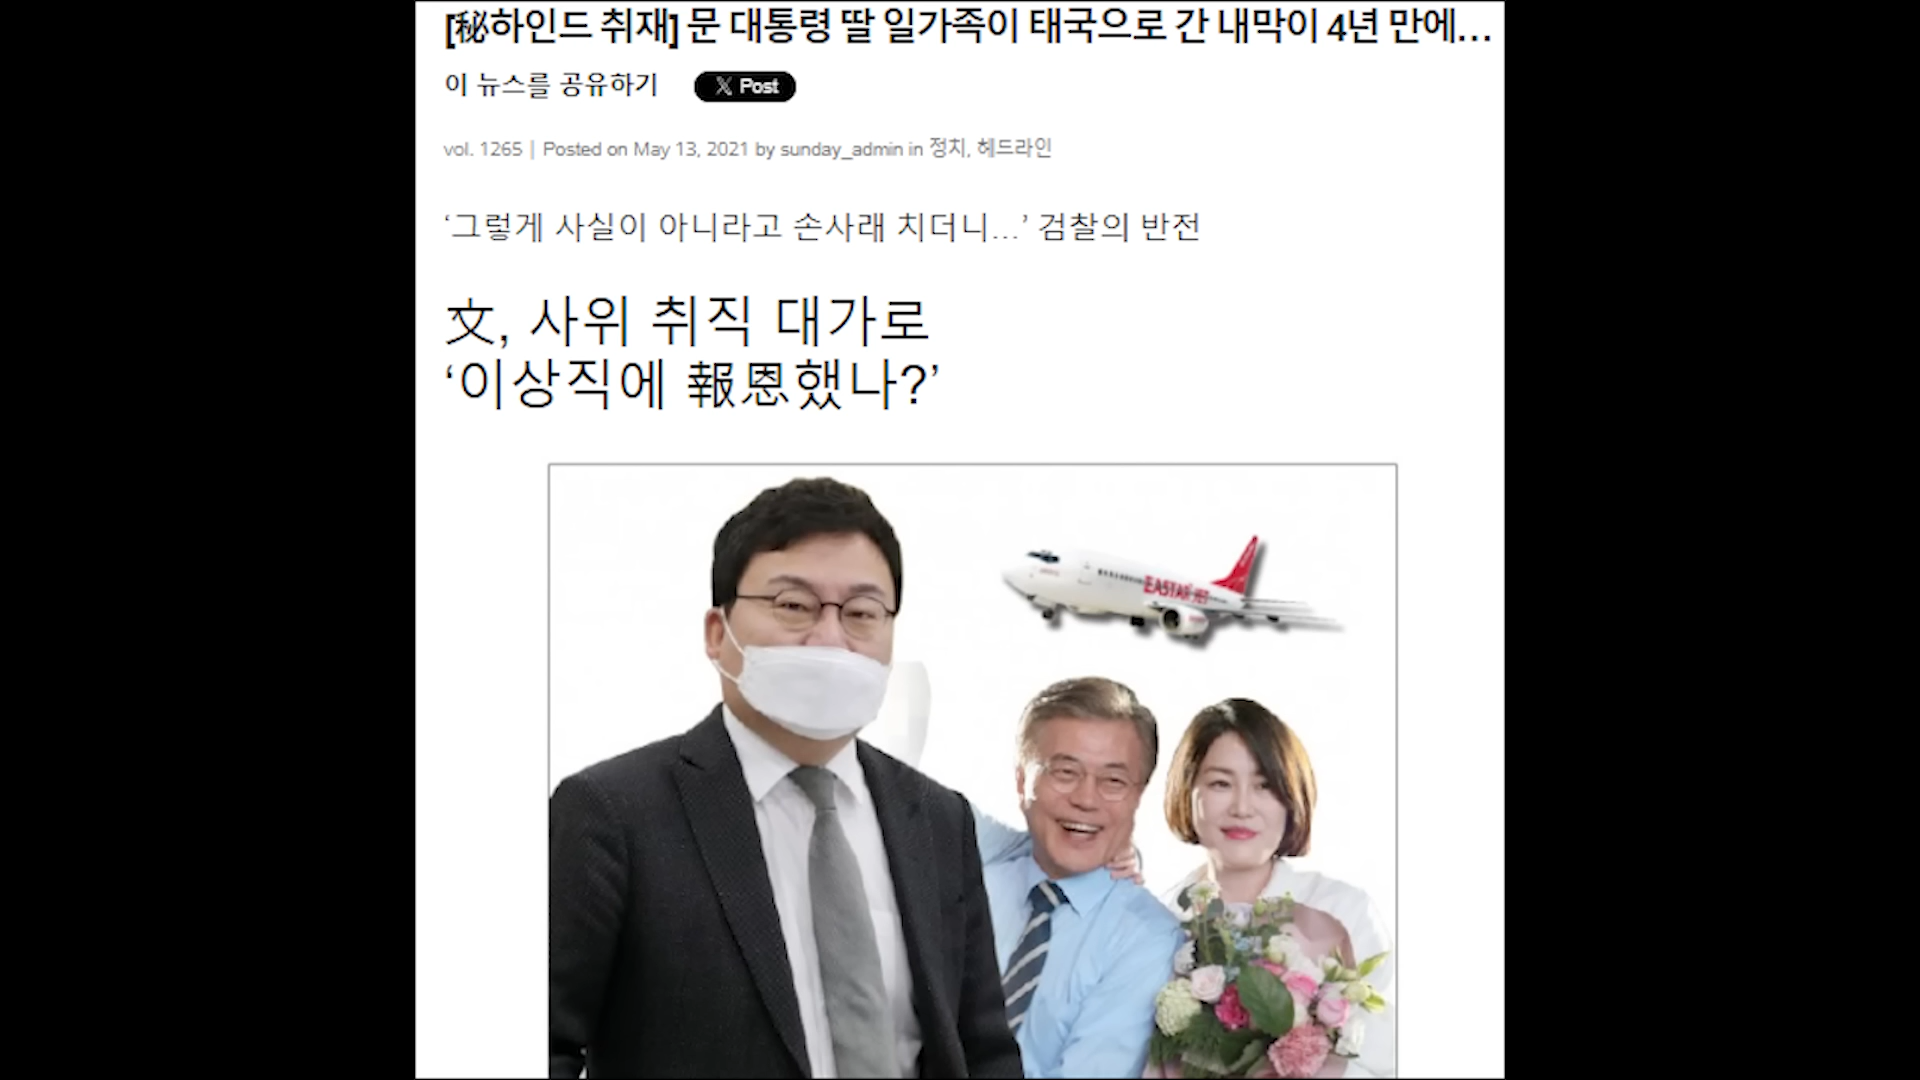 [秘하인드 취재] 문 대통령 딸 일가족이 태국으로 간 내막이 4년 만에…
이 뉴스를 공유하기
X Post
vol. 1265 | Posted on May 13, 2021 by sunday_admin in 정치, 헤드라인
‘그렇게 사실이 아니라고 손사래 치더니…’ 검찰의 반전
文, 사위 취직 대가로
‘이상직에 報恩했나?’
EASTAR JET